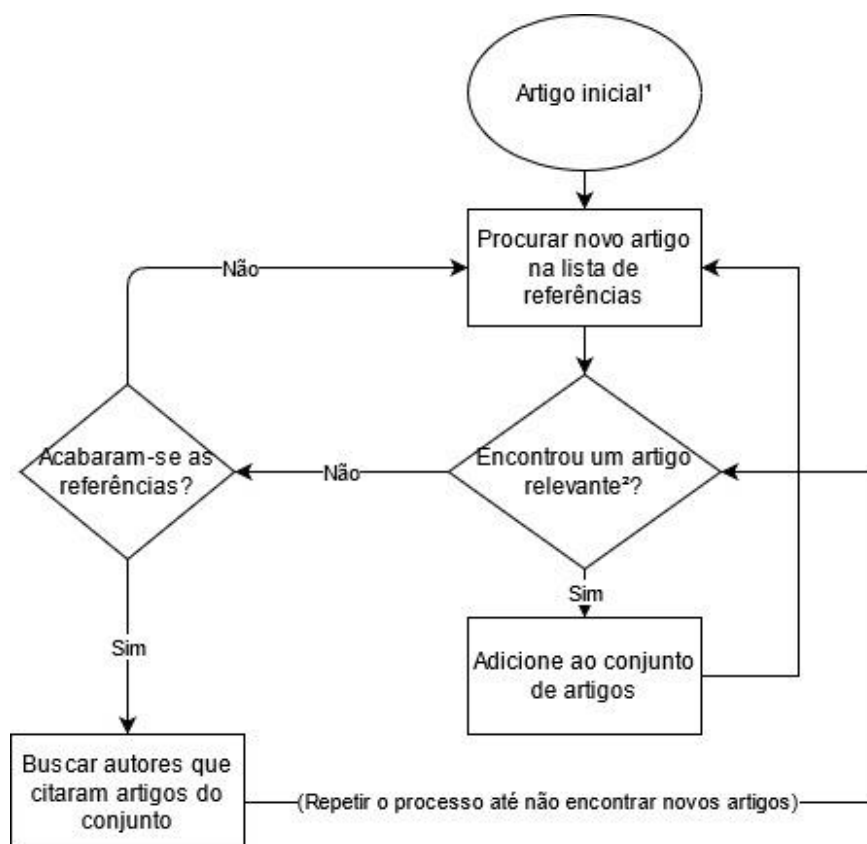 Artigo inicial¹
Procurar novo artigo
na lista de
referências
Não
Acabaram-se as
referências?
Não
Encontrou um artigo
relevante²?
Sim
Sim
Adicione ao conjunto
de artigos
Buscar autores que
citaram artigos do
conjunto
(Repetir o processo até não encontrar novos artigos)